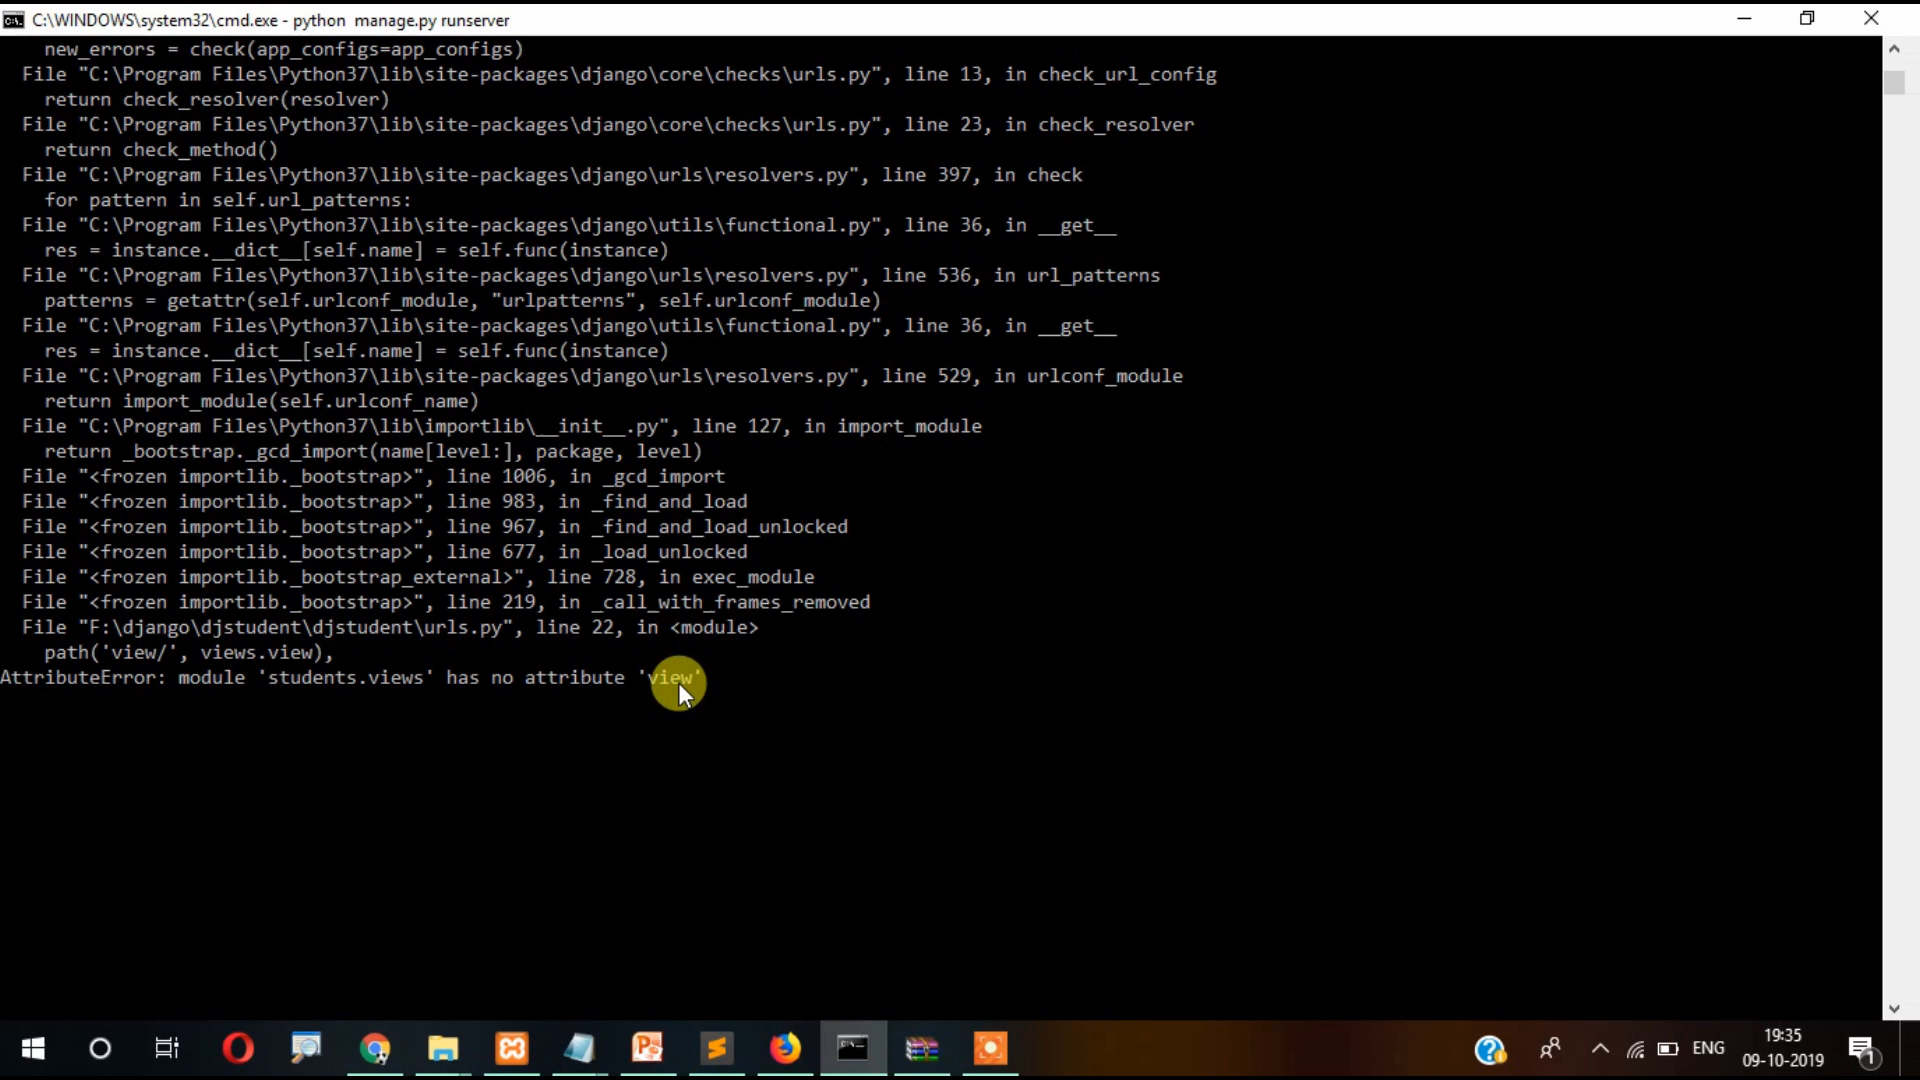 C:\WINDOWS\system32\cmd.exe - python  manage.py runserver
    new_errors = check(app_configs=app_configs)
  File "C:\Program Files\Python37\lib\site-packages\django\core\checks\urls.py", line 13, in check_url_config
    return check_resolver(resolver)
  File "C:\Program Files\Python37\lib\site-packages\django\core\checks\urls.py", line 23, in check_resolver
    return check_method()
  File "C:\Program Files\Python37\lib\site-packages\django\urls\resolvers.py", line 397, in check
    for pattern in self.url_patterns:
  File "C:\Program Files\Python37\lib\site-packages\django\utils\functional.py", line 36, in __get__
    res = instance.__dict__[self.name] = self.func(instance)
  File "C:\Program Files\Python37\lib\site-packages\django\urls\resolvers.py", line 536, in url_patterns
    patterns = getattr(self.urlconf_module, "urlpatterns", self.urlconf_module)
  File "C:\Program Files\Python37\lib\site-packages\django\utils\functional.py", line 36, in __get__
    res = instance.__dict__[self.name] = self.func(instance)
  File "C:\Program Files\Python37\lib\site-packages\django\urls\resolvers.py", line 529, in urlconf_module
    return import_module(self.urlconf_name)
  File "C:\Program Files\Python37\lib\importlib\__init__.py", line 127, in import_module
    return _bootstrap._gcd_import(name[level:], package, level)
  File "<frozen importlib._bootstrap>", line 1006, in _gcd_import
  File "<frozen importlib._bootstrap>", line 983, in _find_and_load
  File "<frozen importlib._bootstrap>", line 967, in _find_and_load_unlocked
  File "<frozen importlib._bootstrap>", line 677, in _load_unlocked
  File "<frozen importlib._bootstrap_external>", line 728, in exec_module
  File "<frozen importlib._bootstrap>", line 219, in _call_with_frames_removed
  File "F:\django\djstudent\djstudent\urls.py", line 22, in <module>
    path('view/', views.view),
AttributeError: module 'students.views' has no attribute 'view'
ENG
19:35
09-10-2019
1